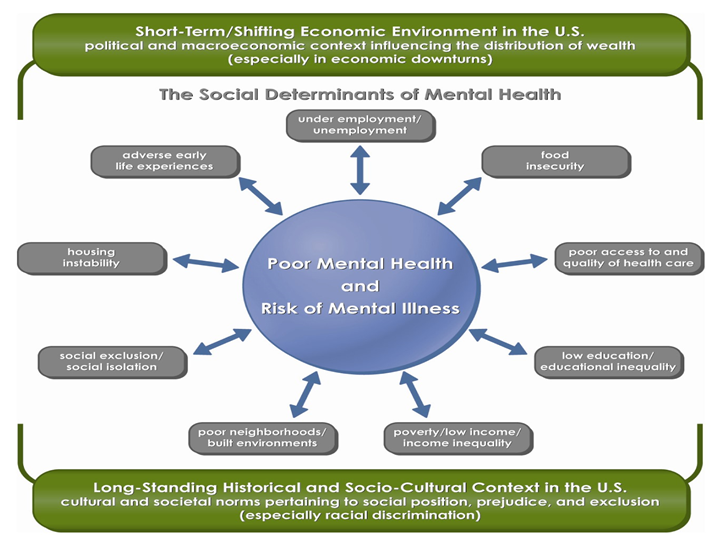 Short-Term/Shifting Economic Environment in the U.S.
political and macroeconomic context influencing the distribution of wealth
(especially in economic downturns)
The Social Determinants of Mental Health
under employment/
unemployment
adverse early
life experiences
food
insecurity
housing
instability
poor access to and
quality of health care
Poor Mental Health
and
Risk of Mental Illness
social exclusion/
social isolation
low education/
educational inequality
poor neighborhoods/
built environments
poverty/low income/
income inequality
Long-Standing Historical and Socio-Cultural Context in the U.S.
cultural and societal norms pertaining to social position, prejudice, and exclusion
(especially racial discrimination)